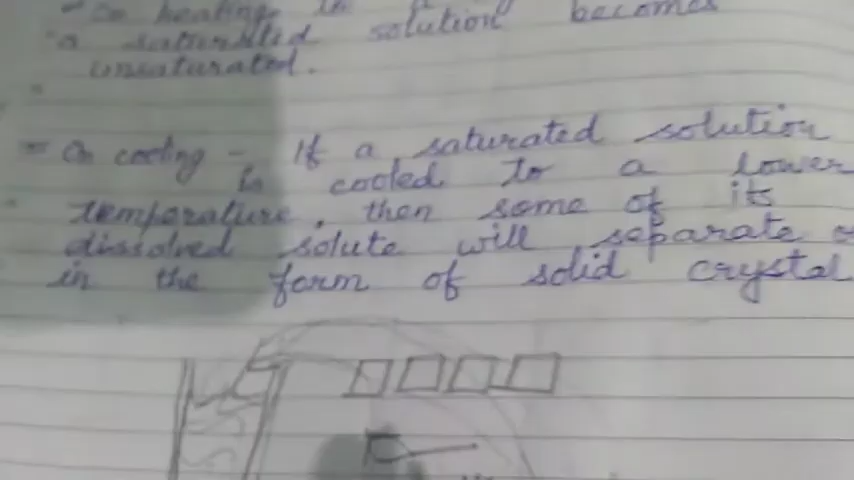 On heating
a saturated solution becomes
unsaturated.
On cooling - If a saturated solution
is cooled to a lower
temperature, then some of its
dissolved solute will separate
in the form of solid crystal